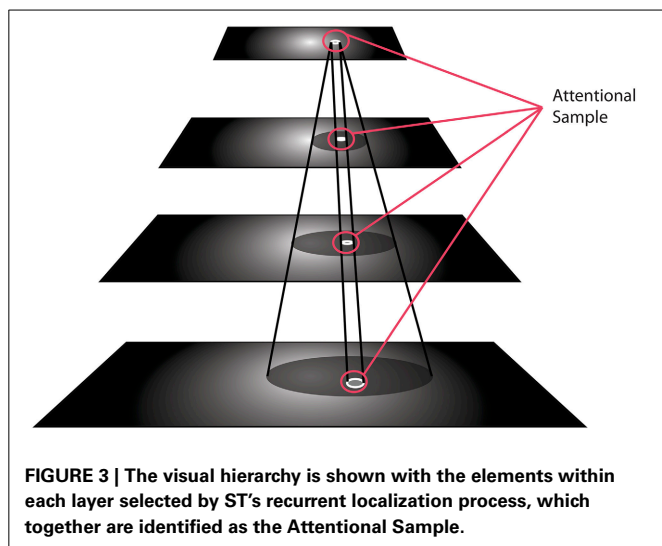 Attentional
Sample
FIGURE 3 | The visual hierarchy is shown with the elements within
each layer selected by ST's recurrent localization process, which
together are identified as the Attentional Sample.